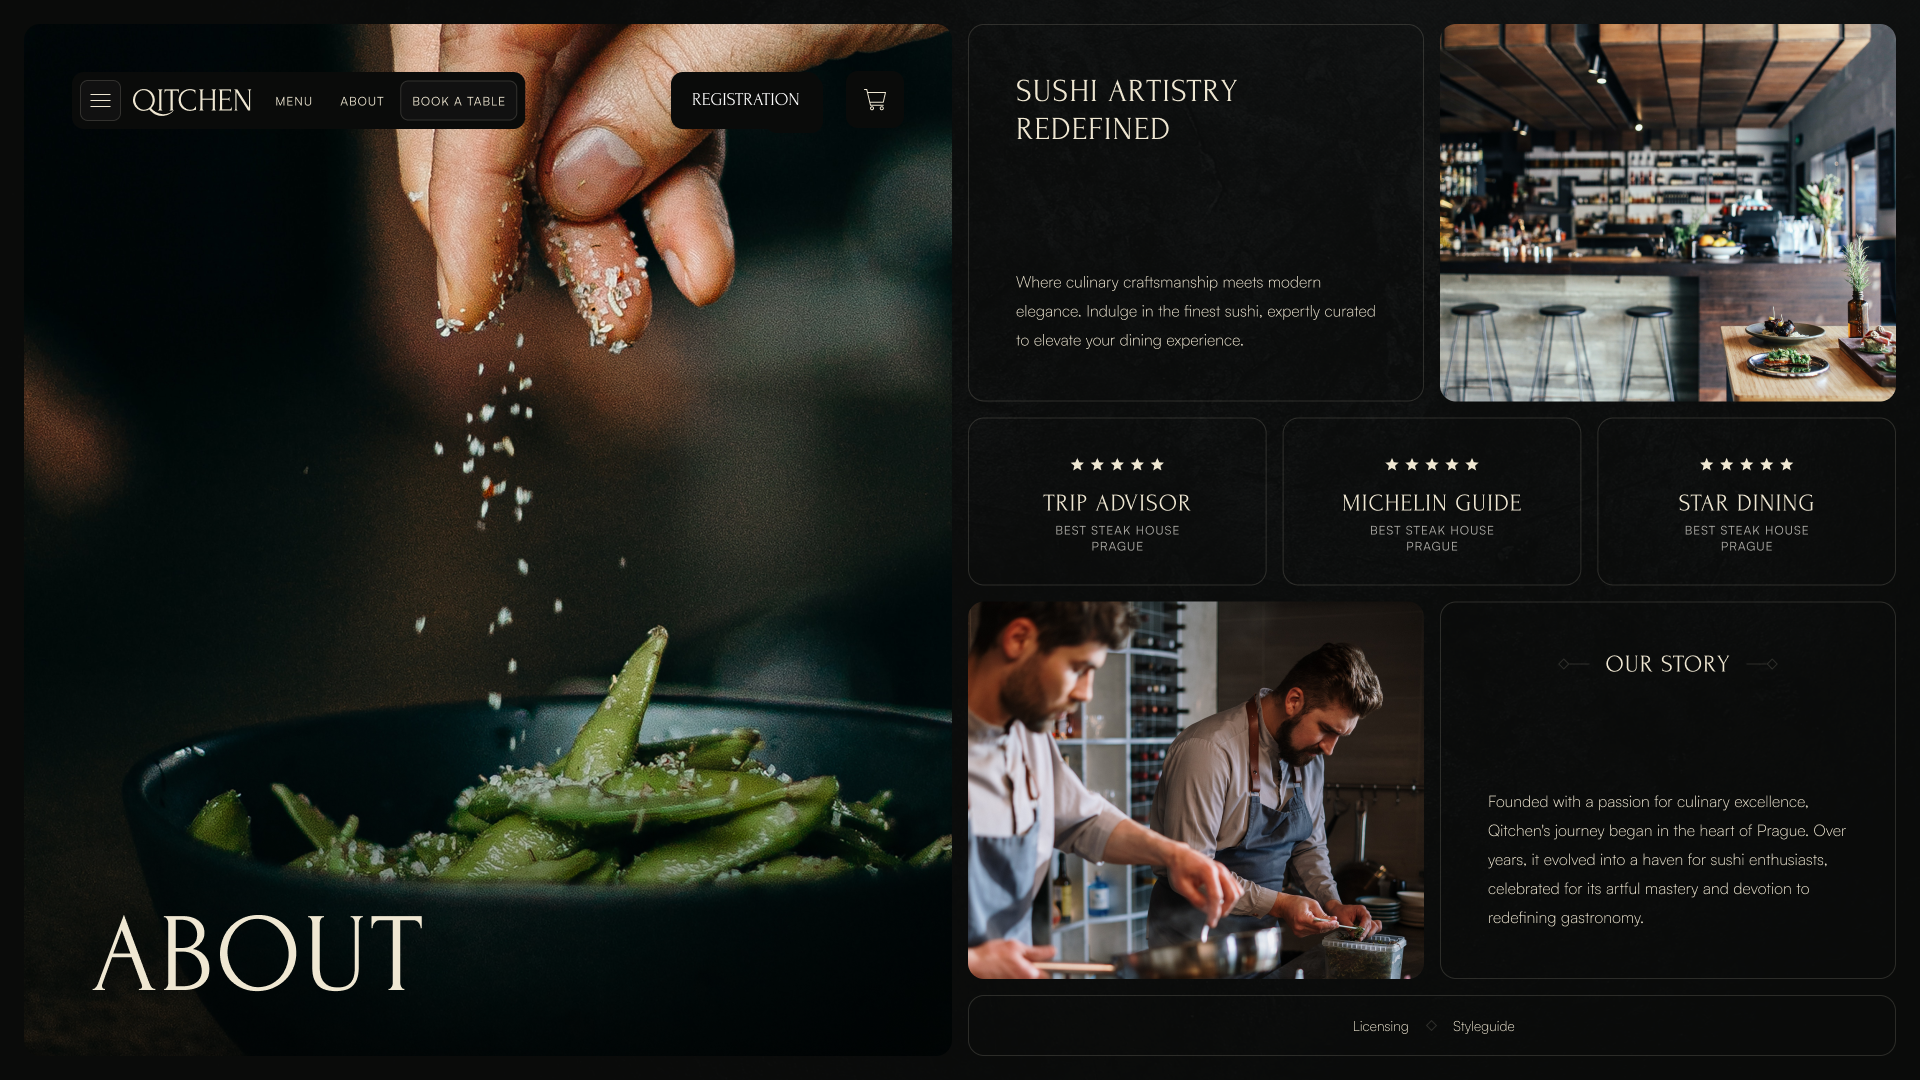 QITCHEN
MENU
ABOUT
BOOK A TABLE
REGISTRATION
ABOUT
SUSHI ARTISTRY
REDEFINED
Where culinary craftsmanship meets modern
elegance. Indulge in the finest sushi, expertly curated
to elevate your dining experience.
TRIP ADVISOR
BEST STEAK HOUSE
PRAGUE
MICHELIN GUIDE
BEST STEAK HOUSE
PRAGUE
STAR DINING
BEST STEAK HOUSE
PRAGUE
OUR STORY
Founded with a passion for culinary excellence,
Qitchen's journey began in the heart of Prague. Over
years, it evolved into a haven for sushi enthusiasts,
celebrated for its artful mastery and devotion to
redefining gastronomy.
Licensing
Styleguide